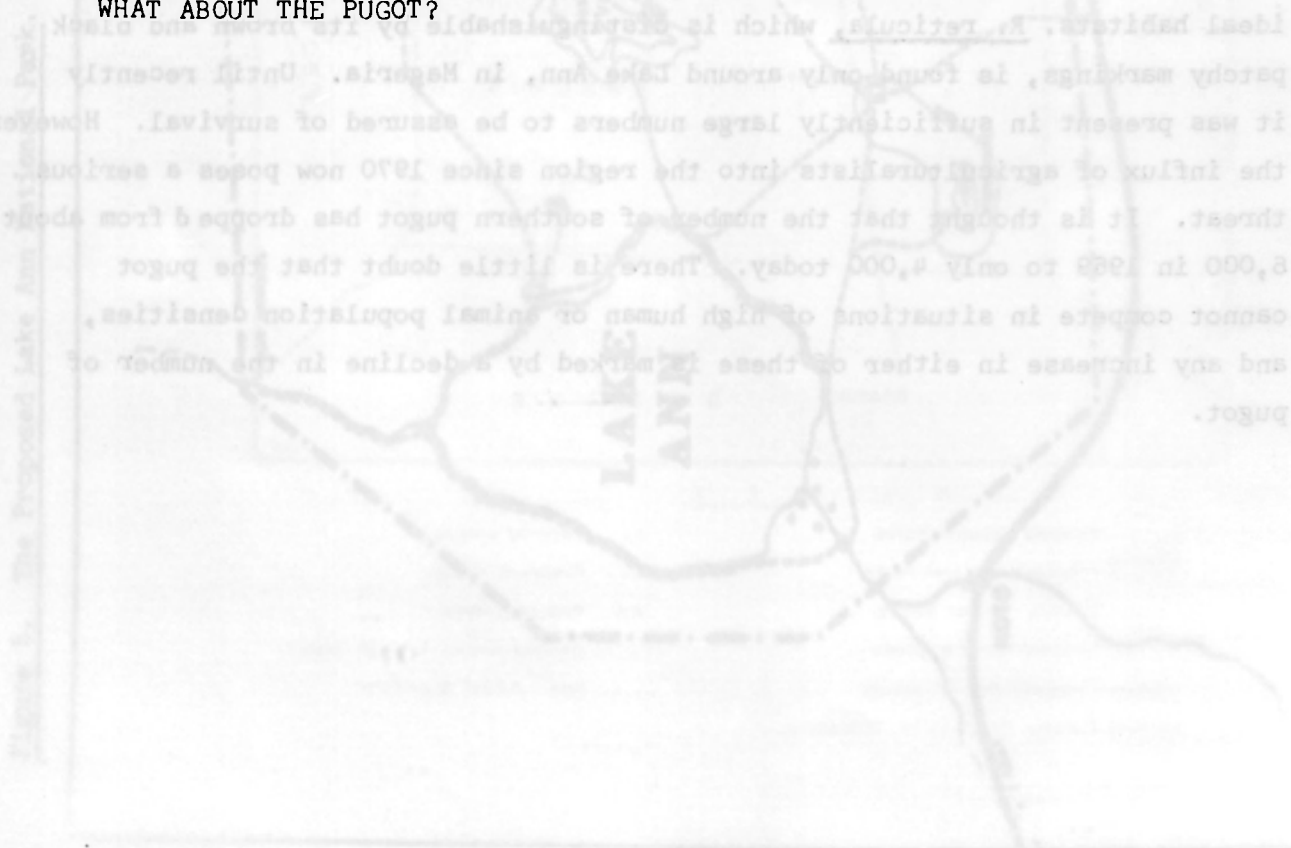 WHAT ABOUT THE PUGOT?
ideal habitats. R. reticula, which is distinguishable by its brown and black
patchy markings, is found only around Lake Ann, in Hageria. Until recently
it was present in sufficiently large numbers to be assured of survival. However
the influx of agriculturalists into the region since 1970 now poses a serious
threat. It is thought that the number of southern pugot has dropped from about
6,000 in 1969 to only 4,000 today. There is little doubt that the pugot
cannot compete in situations of high human or animal population densities,
and any increase in either of these is marked by a decline in the number of
pugot.
LAKE
ANN
Figure 1. The Proposed Lake Ann National Park